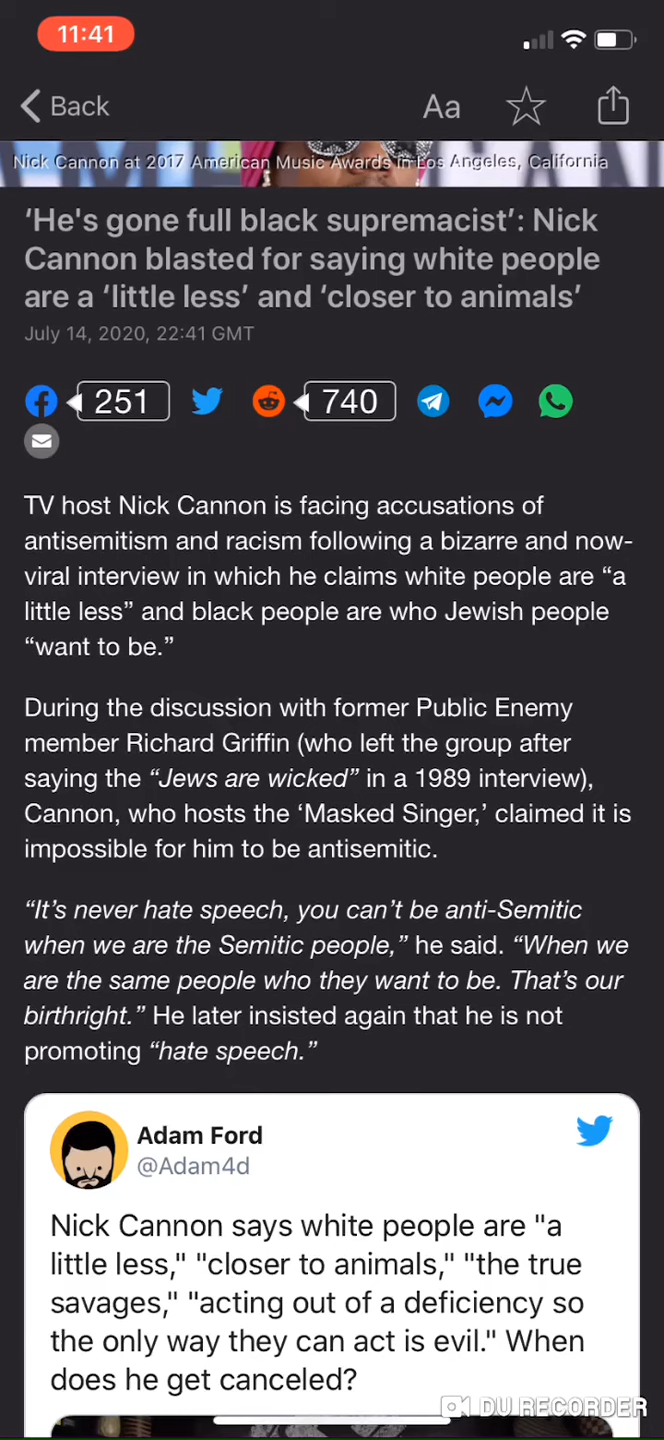 11:41
Back
Aa
Nick Cannon at 2017 American Music Awards in Los Angeles, California
‘He's gone full black supremacist’: Nick
Cannon blasted for saying white people
are a ‘little less’ and ‘closer to animals’
July 14, 2020, 22:41 GMT
251
740
TV host Nick Cannon is facing accusations of
antisemitism and racism following a bizarre and now-
viral interview in which he claims white people are “a
little less” and black people are who Jewish people
“want to be.”
During the discussion with former Public Enemy
member Richard Griffin (who left the group after
saying the “Jews are wicked” in a 1989 interview),
Cannon, who hosts the ‘Masked Singer,’ claimed it is
impossible for him to be antisemitic.
“It’s never hate speech, you can’t be anti-Semitic
when we are the Semitic people,” he said. “When we
are the same people who they want to be. That’s our
birthright.” He later insisted again that he is not
promoting “hate speech.”
Adam Ford
@Adam4d
Nick Cannon says white people are "a
little less," "closer to animals," "the true
savages," "acting out of a deficiency so
the only way they can act is evil." When
does he get canceled?
DU RECORDER